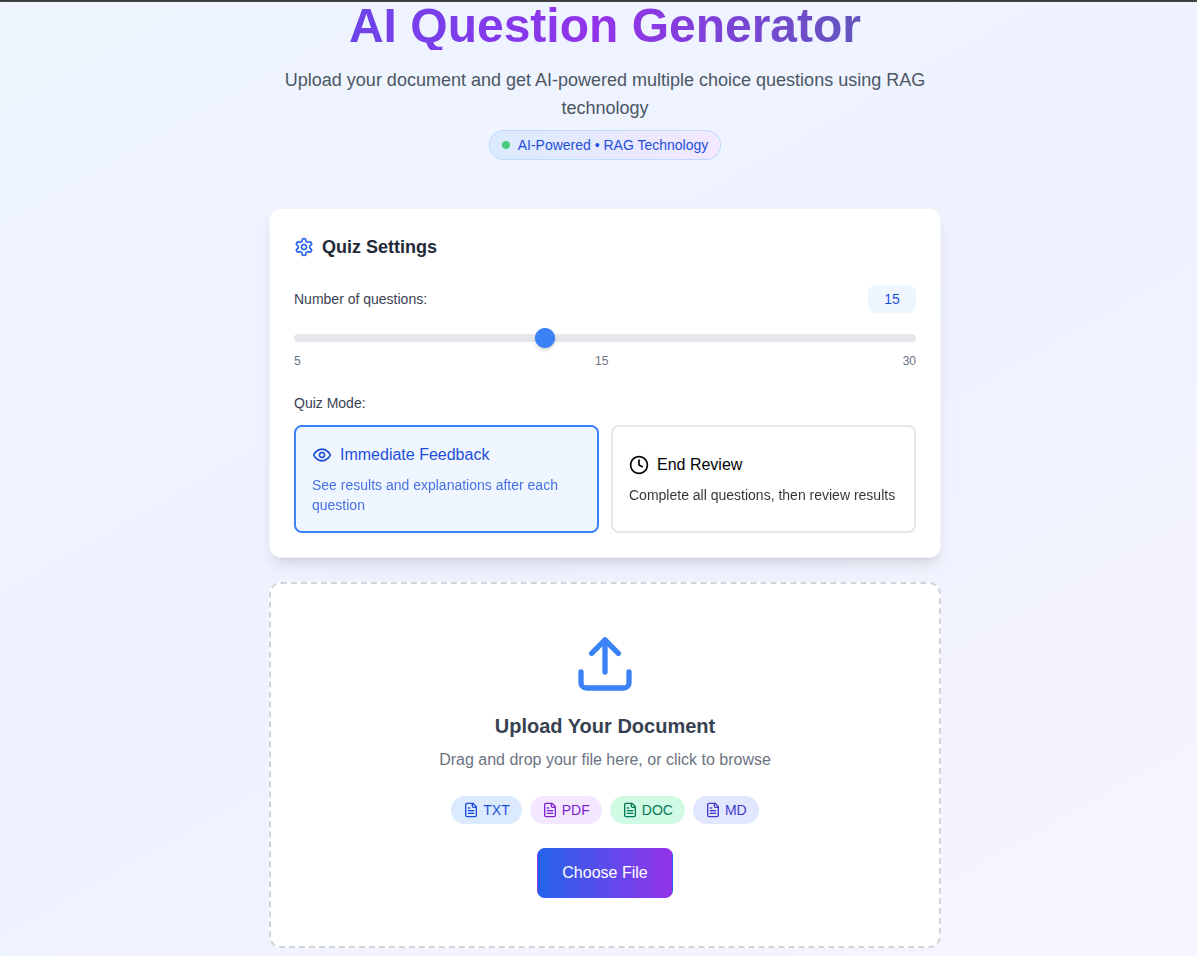 AI Question Generator
Upload your document and get AI-powered multiple choice questions using RAG
technology
AI-Powered • RAG Technology
Quiz Settings
Number of questions:
15
5
15
30
Quiz Mode:
Immediate Feedback
See results and explanations after each
question
End Review
Complete all questions, then review results
Upload Your Document
Drag and drop your file here, or click to browse
TXT
PDF
DOC
MD
Choose File